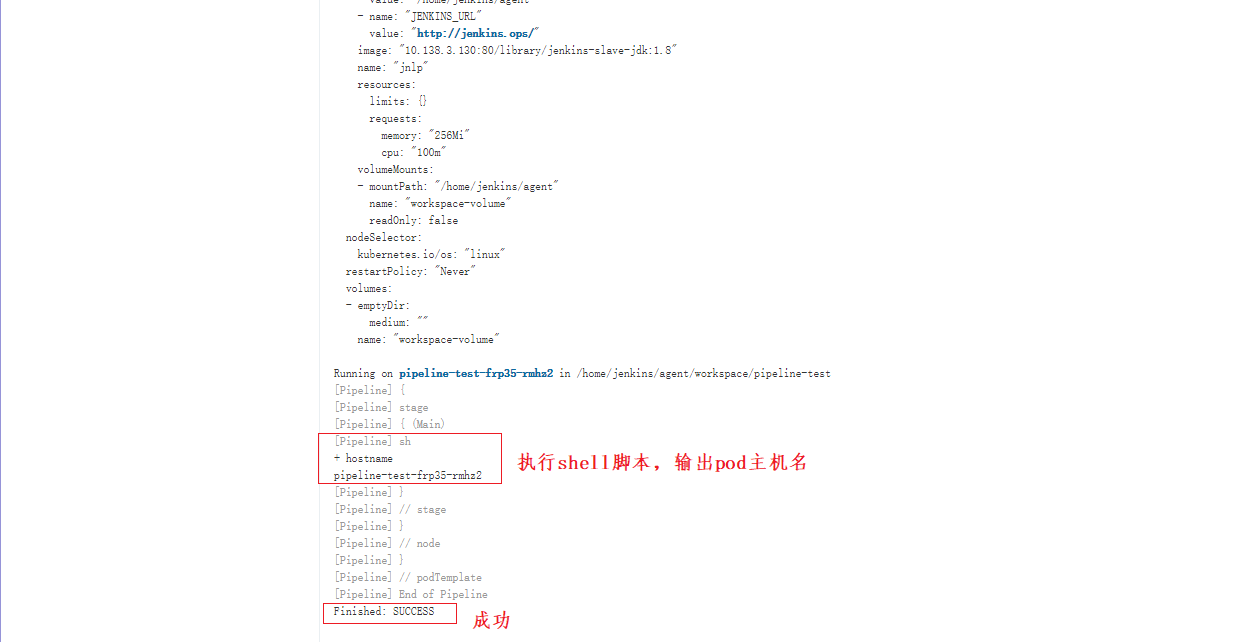 value: "/home/jenkins/agent"
- name: "JENKINS_URL"
value: "http://jenkins.ops/"
image: "10.138.3.130:80/library/jenkins-slave-jdk:1.8"
name: "jnlp"
resources:
limits: {}
requests:
memory: "256Mi"
cpu: "100m"
volumeMounts:
- mountPath: "/home/jenkins/agent"
name: "workspace-volume"
readOnly: false
nodeSelector:
kubernetes.io/os: "linux"
restartPolicy: "Never"
volumes:
- emptyDir:
medium: ""
name: "workspace-volume"
Running on pipeline-test-frp35-rmhz2 in /home/jenkins/agent/workspace/pipeline-test
[Pipeline] {
[Pipeline] stage
[Pipeline] { (Main)
[Pipeline] sh
+ hostname
执行shell脚本，输出pod主机名
pipeline-test-frp35-rmhz2
[Pipeline] }
[Pipeline] // stage
[Pipeline] }
[Pipeline] // node
[Pipeline] }
[Pipeline] // podTemplate
[Pipeline] End of Pipeline
Finished: SUCCESS
成功